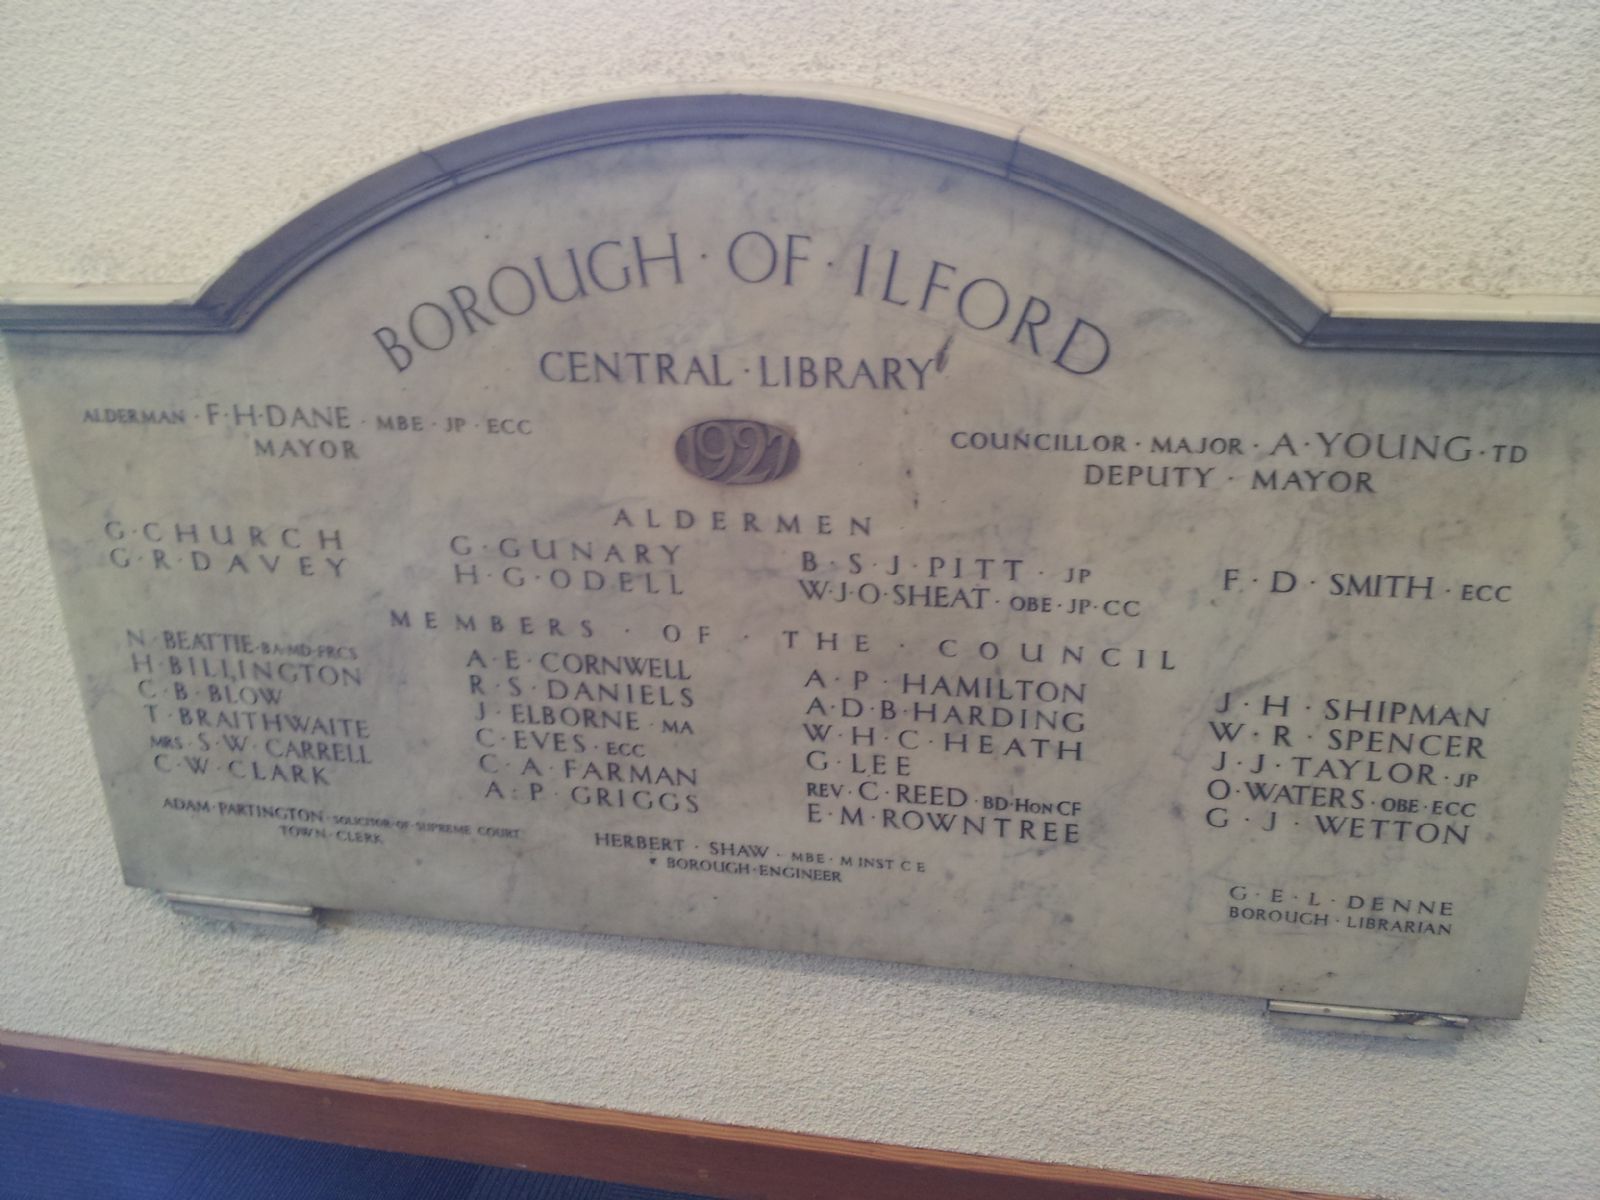 BOROUGH · OF · ILFORD
CENTRAL · LIBRARY
1927
ALDERMAN · F · H · DANE · MBE · JP · ECC
MAYOR
COUNCILLOR · MAJOR · A · YOUNG · TD
DEPUTY · MAYOR
ALDERMEN
G · CHURCH
G · R · DAVEY
G · GUNARY
H · G · ODELL
B · S · J · PITT · JP
W · J · O · SHEAT · OBE · JP · CC
F · D · SMITH · ECC
MEMBERS · OF · THE · COUNCIL
N · BEATTIE · BA · MD · FRCS
H · BILLINGTON
C · B · BLOW
T · BRAITHWAITE
MRS · S · W · CARRELL
C · W · CLARK
A · E · CORNWELL
R · S · DANIELS
J · ELBORNE · MA
C · EVES · ECC
C · A · FARMAN
A · P · GRIGGS
A · P · HAMILTON
A · D · B · HARDING
W · H · C · HEATH
G · LEE
REV · C · REED · BD · Hon CF
E · M · ROWNTREE
J · H · SHIPMAN
W · R · SPENCER
J · J · TAYLOR · JP
O · WATERS · OBE · ECC
G · J · WETTON
ADAM · PARTINGTON · SOLICITOR · OF · SUPREME COURT
TOWN · CLERK
HERBERT · SHAW · MBE · M INST C E
BOROUGH · ENGINEER
G · E · L · DENNE
BOROUGH · LIBRARIAN